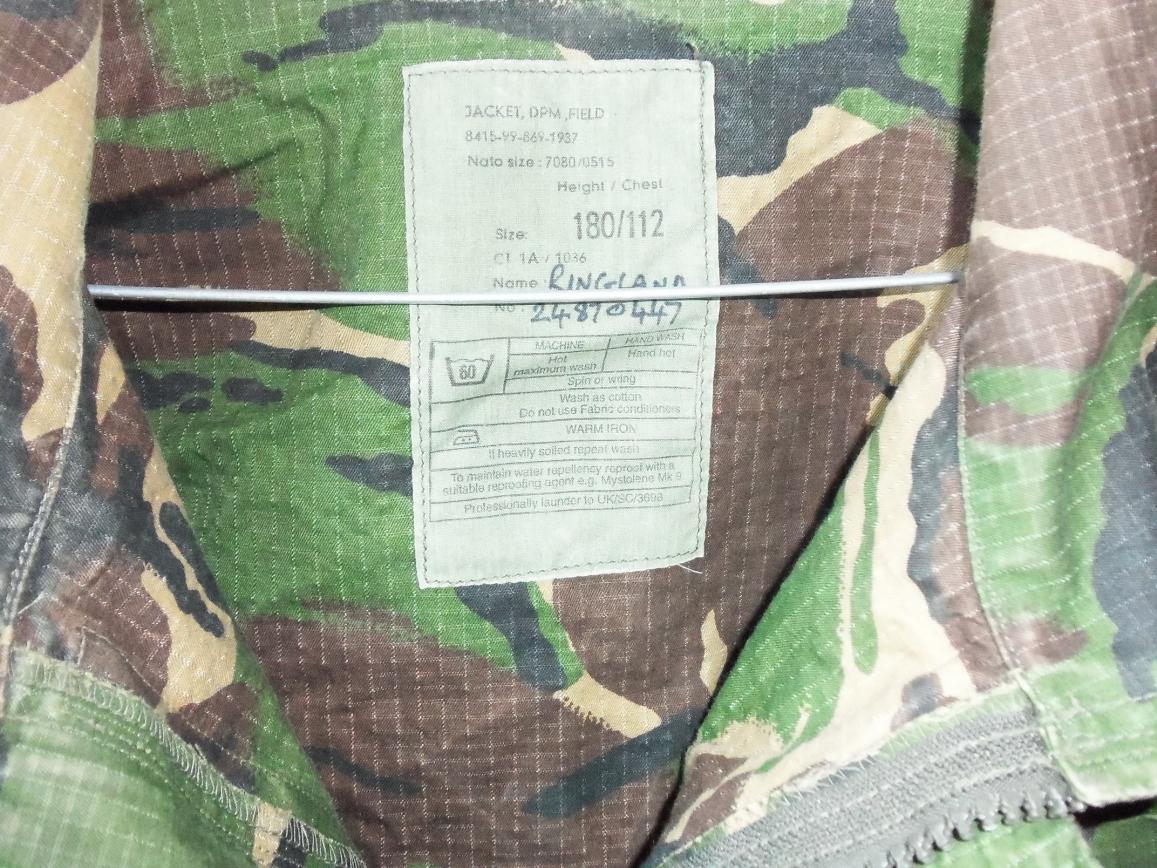 JACKET, DPM ,FIELD
8415-99-869-1937
Nato size : 7080/0515
Height / Chest
Size: 180/112
CT 1A / 1036
Name RINGLAND
No : 24870447
60
MACHINE
Hot
maximum wash
HAND WASH
Hand hot
Spin or wring
Wash as cotton
Do not use Fabric conditioners
WARM IRON
If heavily soiled repeat wash
To maintain water repellency reproof with a
suitable reproofing agent e.g. Mystolene Mk 9
Professionally launder to UK/SC/3698